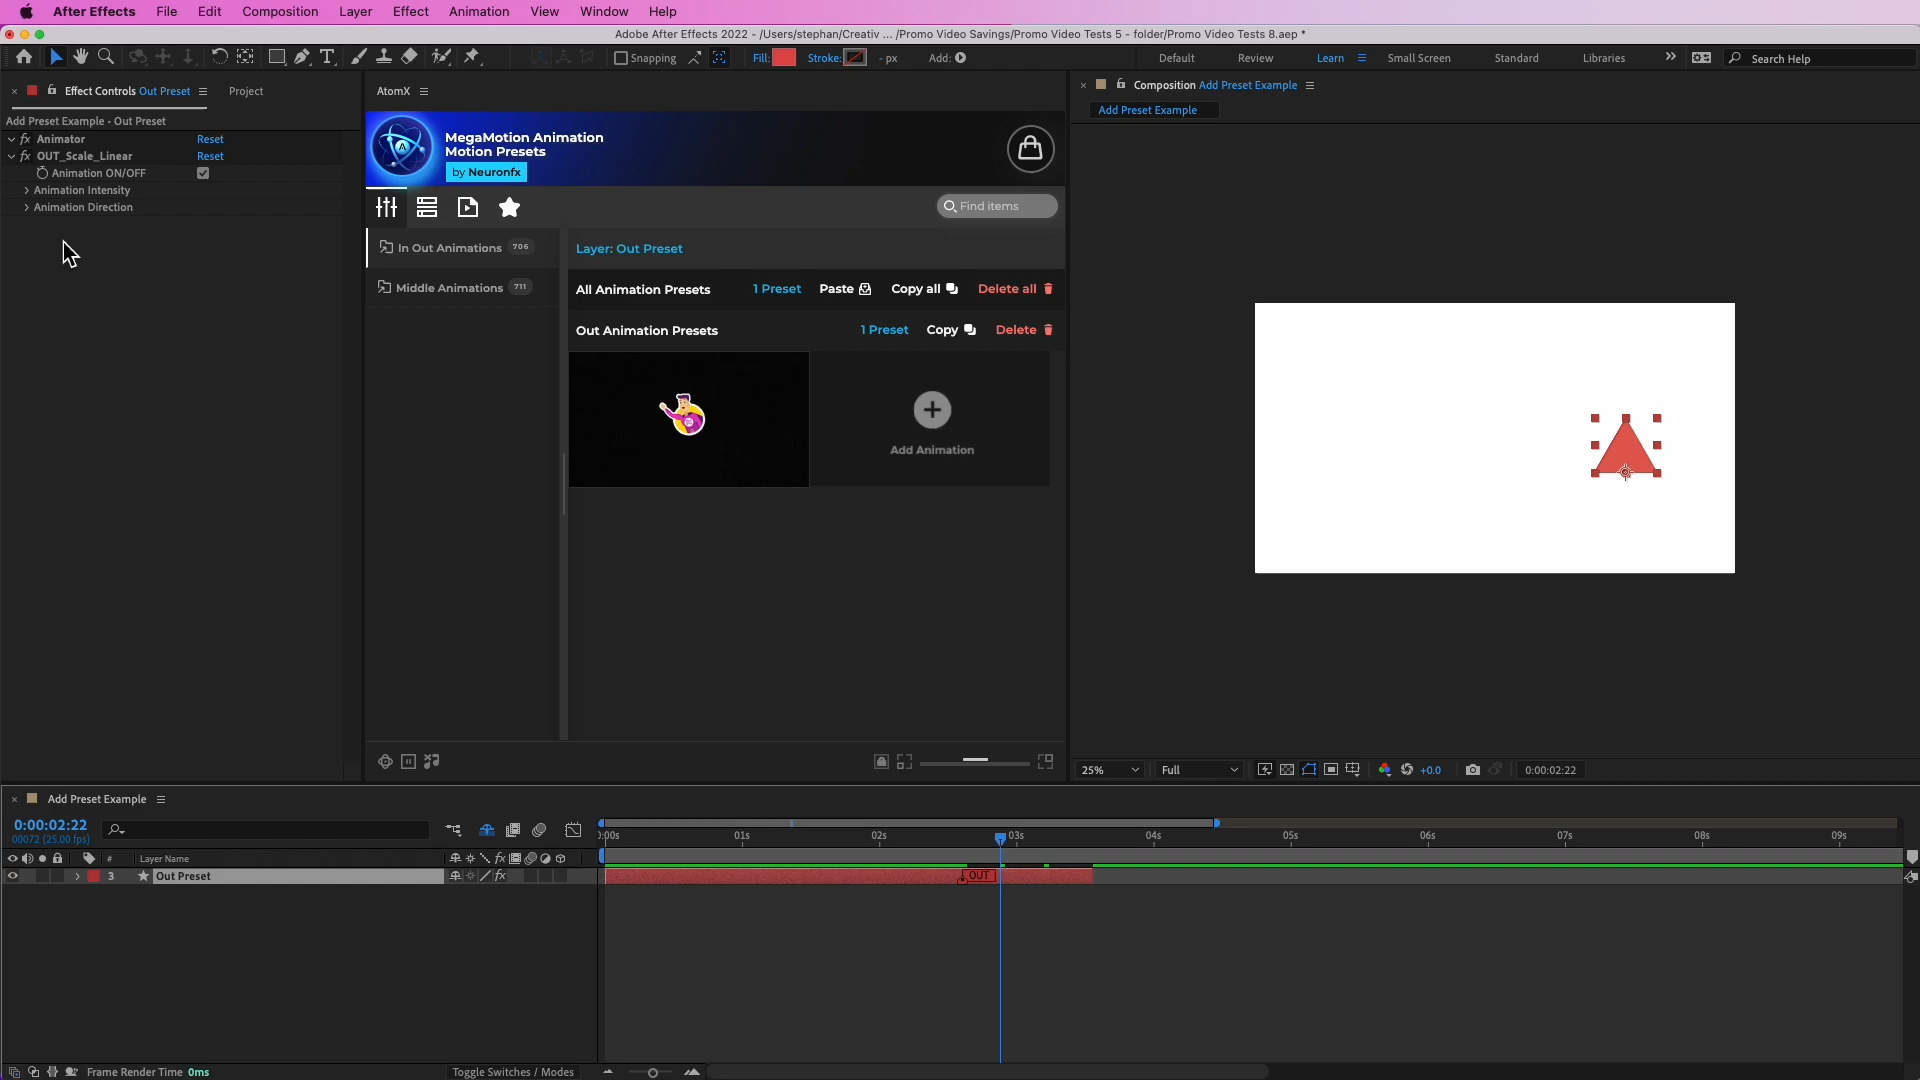 After Effects File Edit Composition Layer Effect Animation View Window Help
Adobe After Effects 2022 - /Users/stephan/Creativ ... /Promo Video Savings/Promo Video Tests 5 - folder/Promo Video Tests 8.aep *
Snapping Fill: Stroke: - px Add: Default Review Learn Small Screen Standard Libraries Search Help
Effect Controls Out Preset Project
Add Preset Example • Out Preset
fx Animator Reset
fx OUT_Scale_Linear Reset
Animation ON/OFF
Animation Intensity
Animation Direction
AtomX
MegaMotion Animation
Motion Presets
by Neuronfx
Find items
In Out Animations 706
Middle Animations 711
Layer: Out Preset
All Animation Presets 1 Preset Paste Copy all Delete all
Out Animation Presets 1 Preset Copy Delete
Add Animation
Composition Add Preset Example
Add Preset Example
25% Full +0.0 0:00:02:22
Add Preset Example
0:00:02:22
00072 (25.00 fps)
:00s 01s 02s 03s 04s 05s 06s 07s 08s 09s
# Layer Name fx
3 Out Preset fx OUT
Frame Render Time 0ms Toggle Switches / Modes